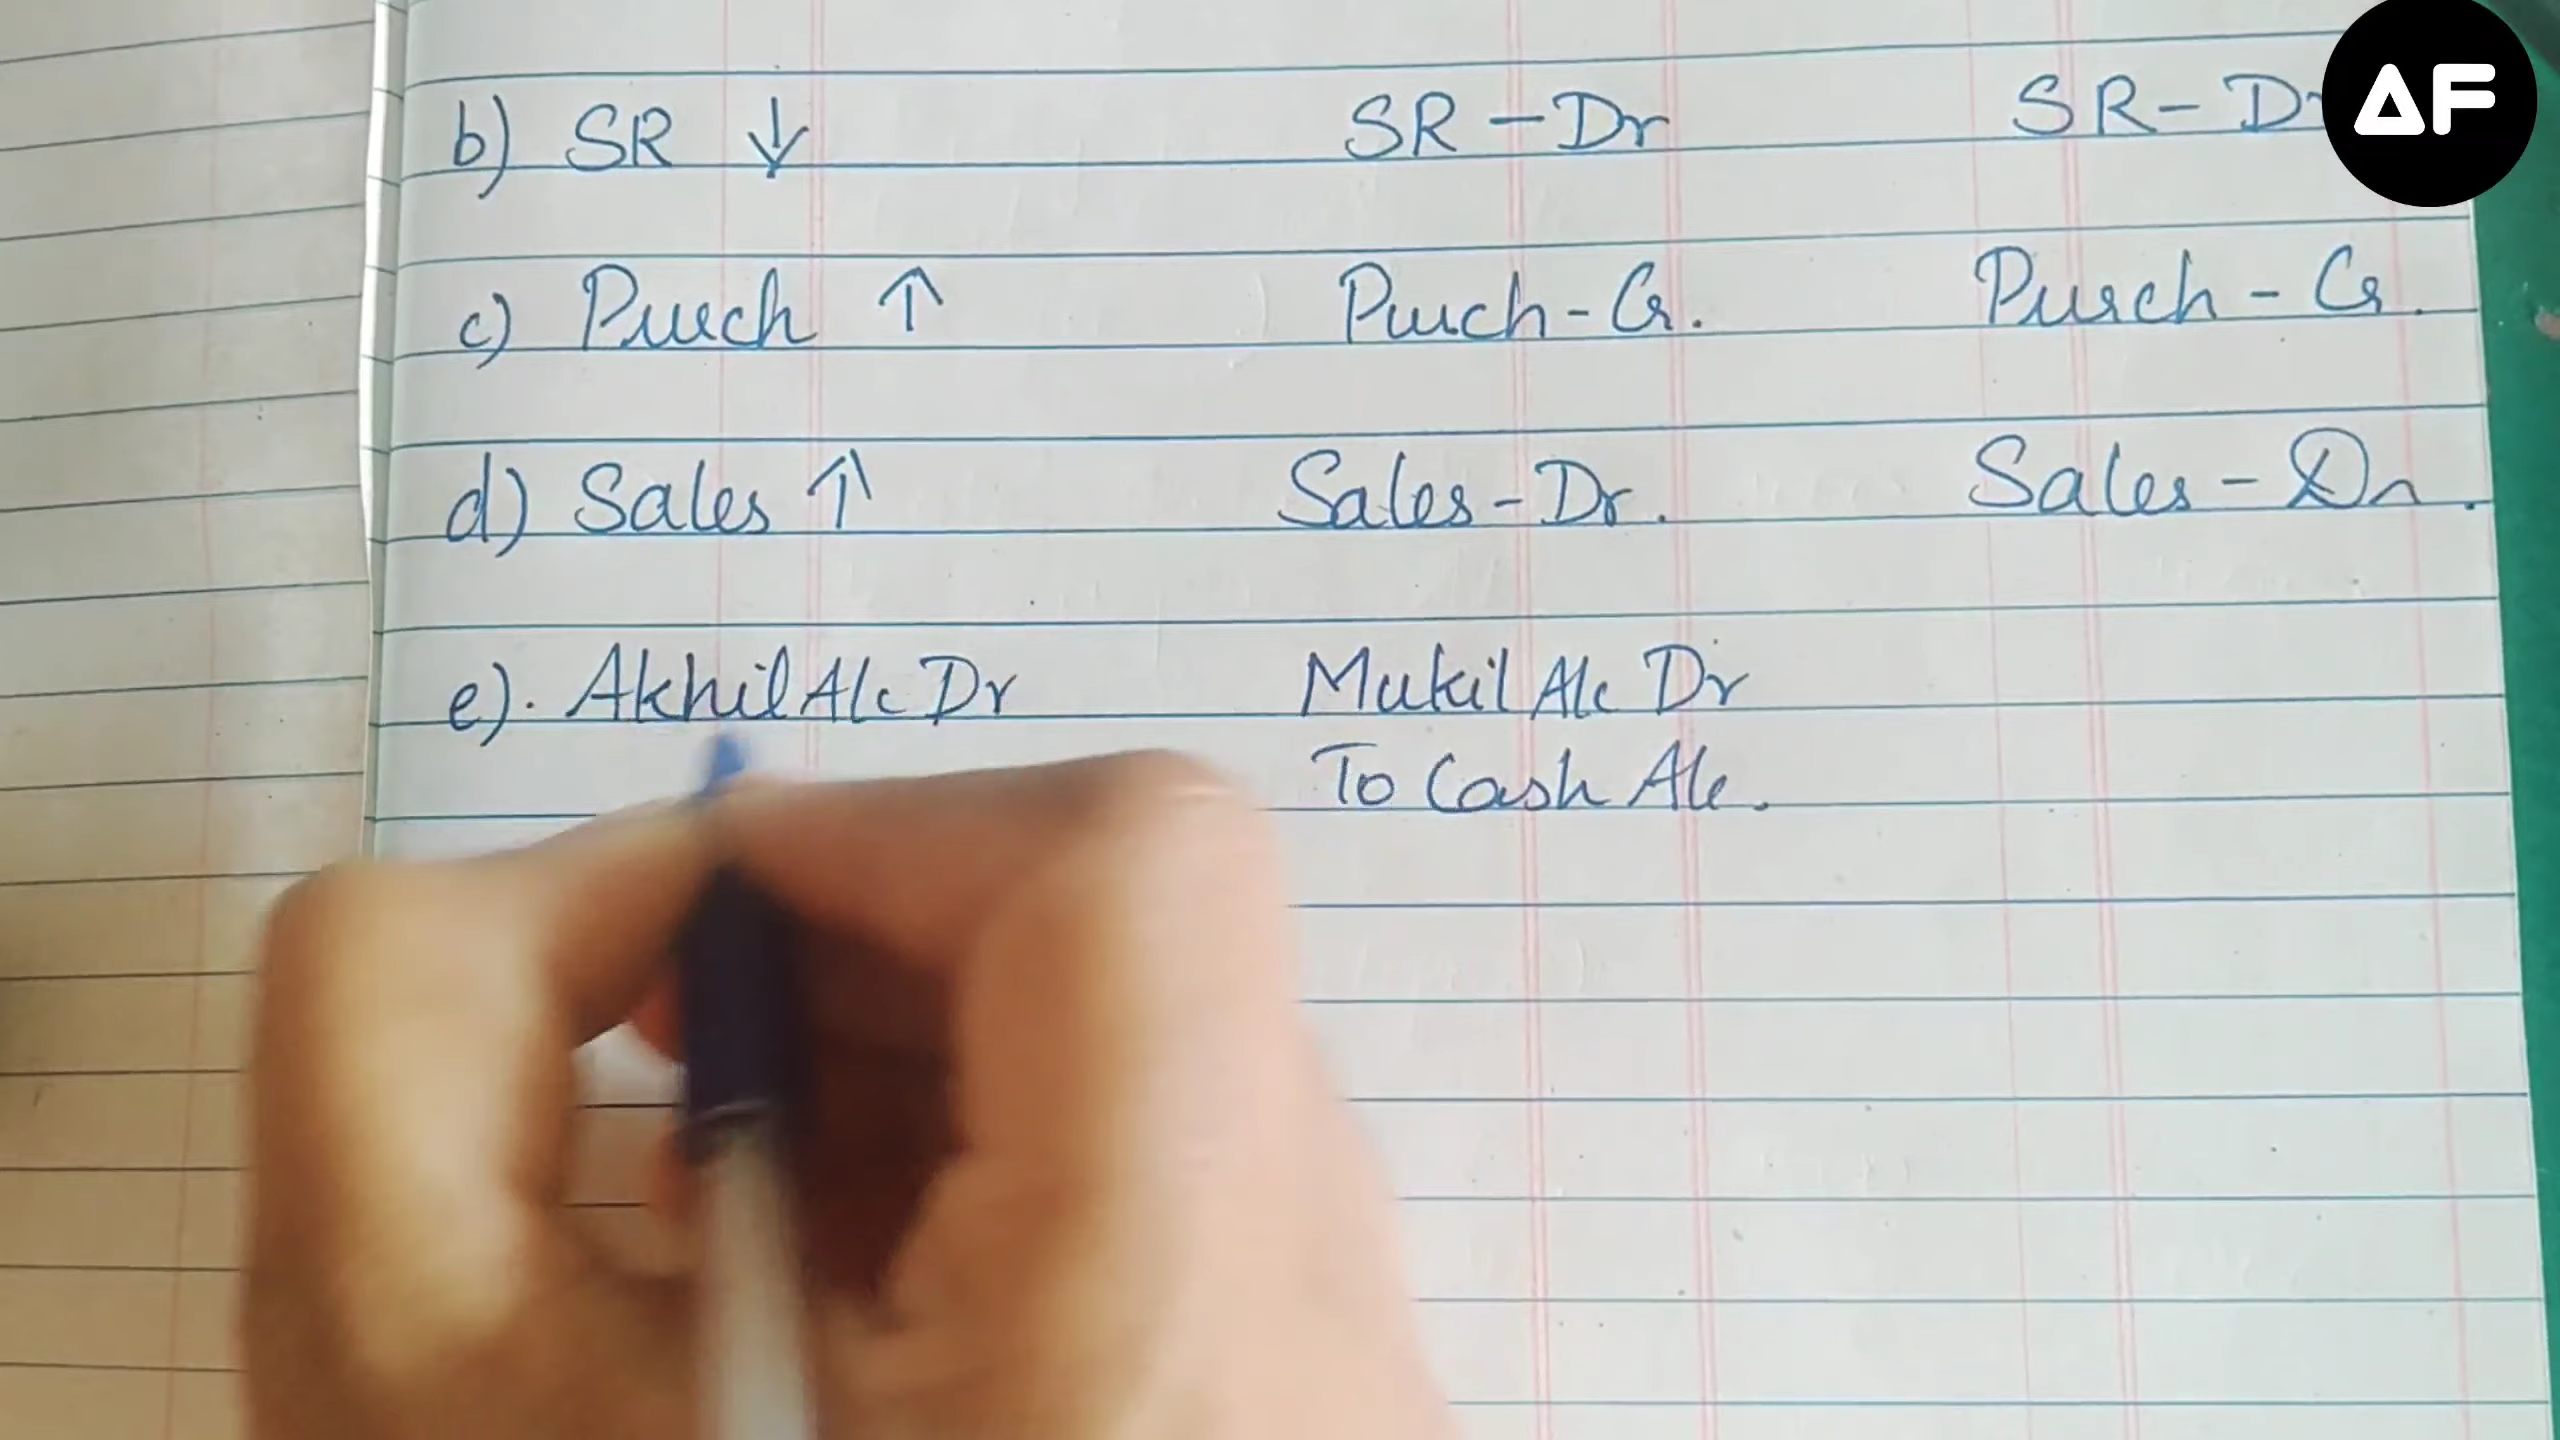 b) SR ↓ SR - Dr SR - Dr
AF
c) Purch ↑ Purch - Cr. Purch - Cr.
d) Sales ↑ Sales - Dr. Sales - Dr.
e). Akhil A/c Dr Mukil A/c Dr
To Cash A/c.